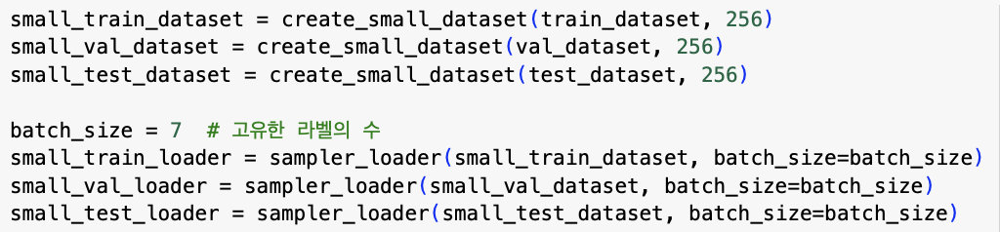 small_train_dataset = create_small_dataset(train_dataset, 256)
small_val_dataset = create_small_dataset(val_dataset, 256)
small_test_dataset = create_small_dataset(test_dataset, 256)

batch_size = 7  # 고유한 라벨의 수
small_train_loader = sampler_loader(small_train_dataset, batch_size=batch_size)
small_val_loader = sampler_loader(small_val_dataset, batch_size=batch_size)
small_test_loader = sampler_loader(small_test_dataset, batch_size=batch_size)